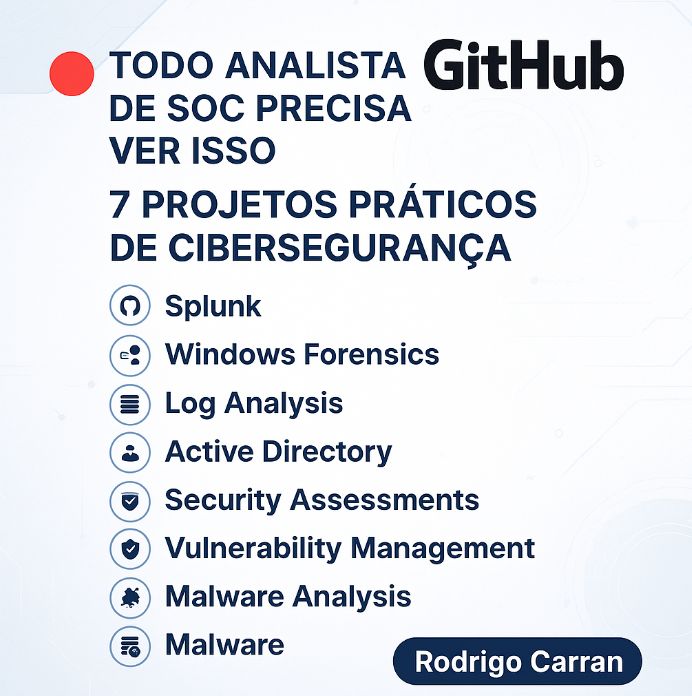 TODO ANALISTA GitHub
DE SOC PRECISA
VER ISSO
7 PROJETOS PRÁTICOS
DE CIBERSEGURANÇA
Splunk
Windows Forensics
Log Analysis
Active Directory
Security Assessments
Vulnerability Management
Malware Analysis
Malware
Rodrigo Carran